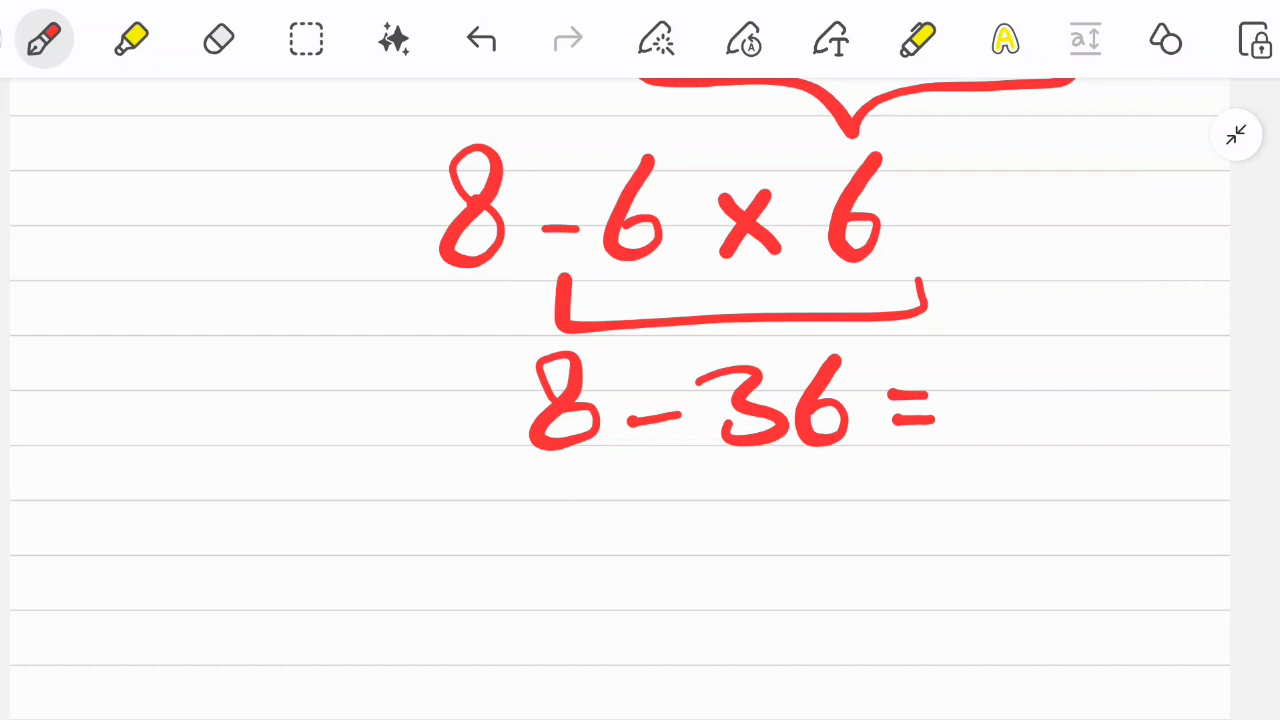 8 - 6 × 6
8 - 36 =